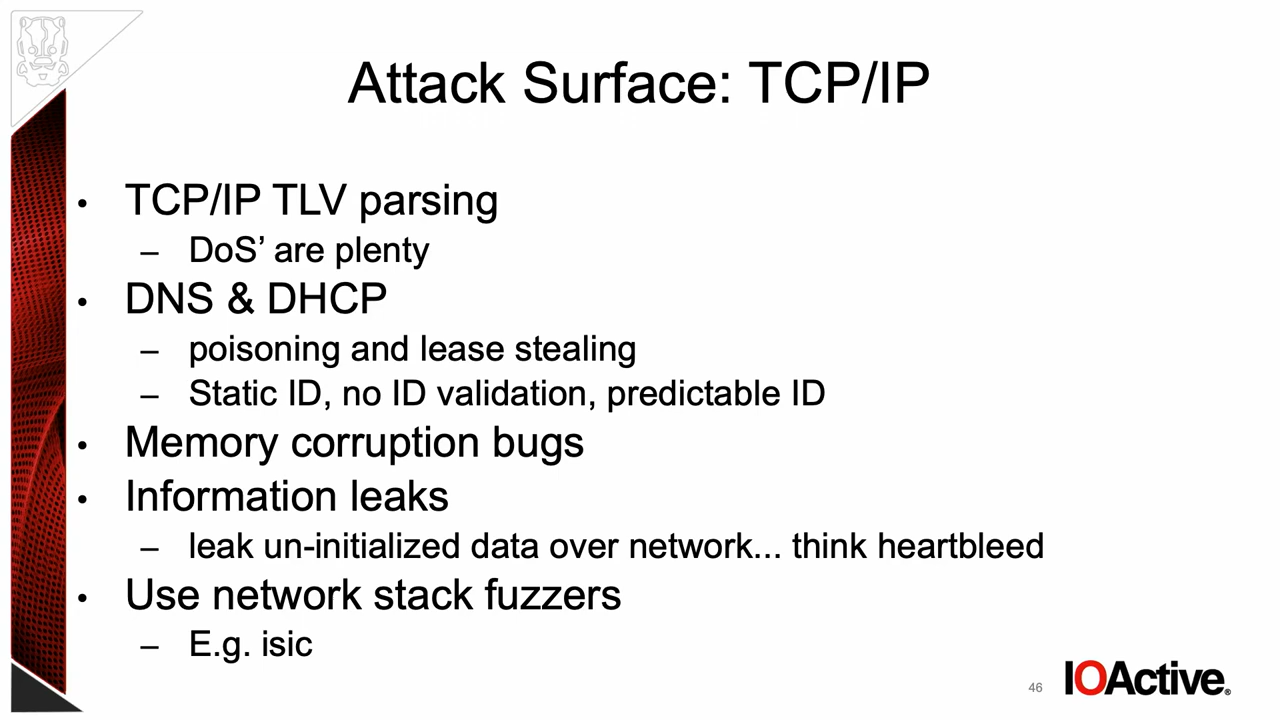 Attack Surface: TCP/IP
• TCP/IP TLV parsing
– DoS’ are plenty
• DNS & DHCP
– poisoning and lease stealing
– Static ID, no ID validation, predictable ID
• Memory corruption bugs
• Information leaks
– leak un-initialized data over network... think heartbleed
• Use network stack fuzzers
– E.g. isic
46
IOActive®